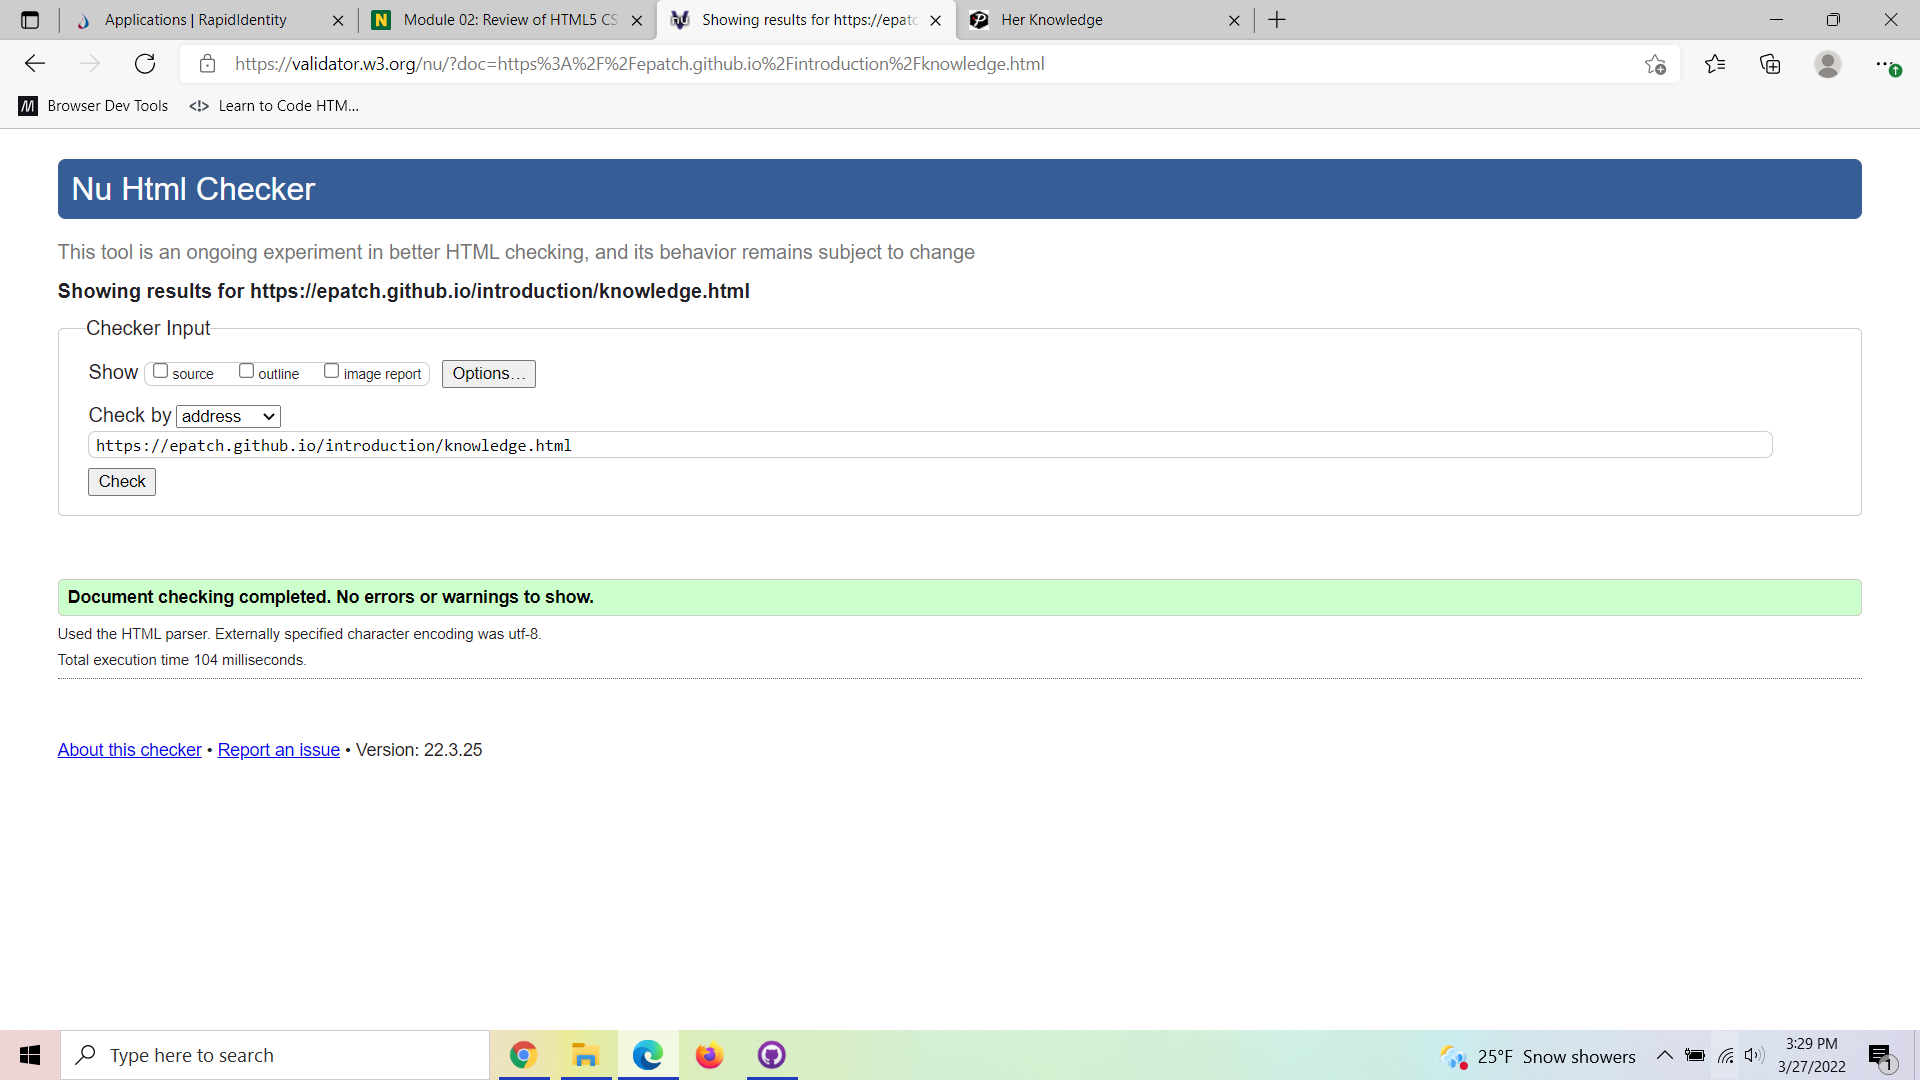 Applications | RapidIdentity
Module 02: Review of HTML5 CS
Showing results for https://epatc
Her Knowledge
https://validator.w3.org/nu/?doc=https%3A%2F%2Fepatch.github.io%2Fintroduction%2Fknowledge.html
Browser Dev Tools
Learn to Code HTM...
Nu Html Checker
This tool is an ongoing experiment in better HTML checking, and its behavior remains subject to change
Showing results for https://epatch.github.io/introduction/knowledge.html
Checker Input
Show source outline image report Options...
Check by address
https://epatch.github.io/introduction/knowledge.html
Check
Document checking completed. No errors or warnings to show.
Used the HTML parser. Externally specified character encoding was utf-8.
Total execution time 104 milliseconds.
About this checker • Report an issue • Version: 22.3.25
Type here to search
25°F Snow showers
3:29 PM
3/27/2022
1